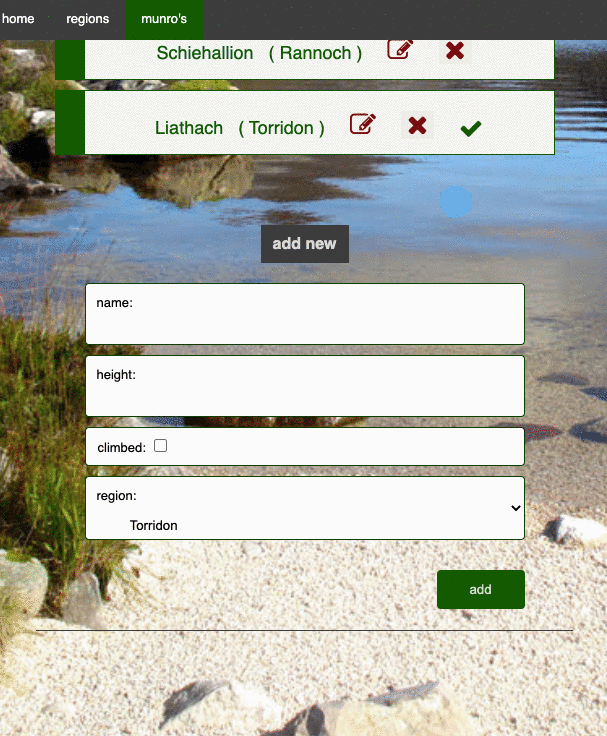 home regions munro's
Schiehallion ( Rannoch )
Liathach ( Torridon )
add new
name:
height:
climbed:
region:
Torridon
add